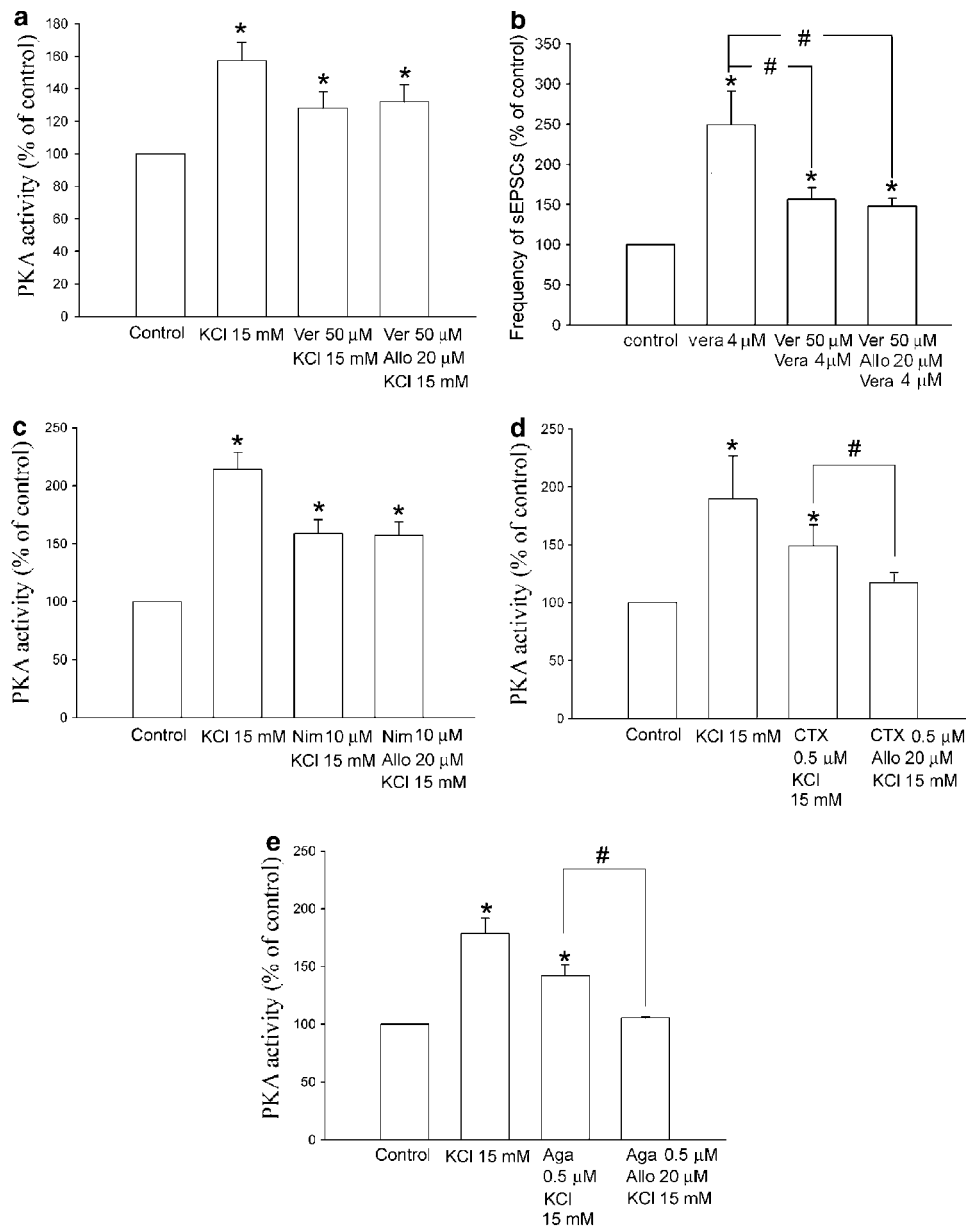 a
PKA activity (% of control)
180
160
140
120
100
80
60
40
20
0
*
*
*
Control
KCl 15 mM
Ver 50 µM
KCl 15 mM
Ver 50 µM
Allo 20 µM
KCl 15 mM
b
Frequency of sEPSCs (% of control)
350
300
250
200
150
100
50
0
#
#
*
*
*
control
vera 4 µM
Ver 50 µM
Vera 4 µM
Ver 50 µM
Allo 20 µM
Vera 4 µM
c
PKA activity (% of control)
250
200
150
100
50
0
*
*
*
Control
KCl 15 mM
Nim 10 µM
KCl 15 mM
Nim 10 µM
Allo 20 µM
KCl 15 mM
d
PKA activity (% of control)
250
200
150
100
50
0
#
*
*
Control
KCl 15 mM
CTX
0.5 µM
KCl
15 mM
CTX 0.5 µM
Allo 20 µM
KCl 15 mM
e
PKA activity (% of control)
250
200
150
100
50
0
#
*
*
Control
KCl 15 mM
Aga
0.5 µM
KCl
15 mM
Aga 0.5 µM
Allo 20 µM
KCl 15 mM